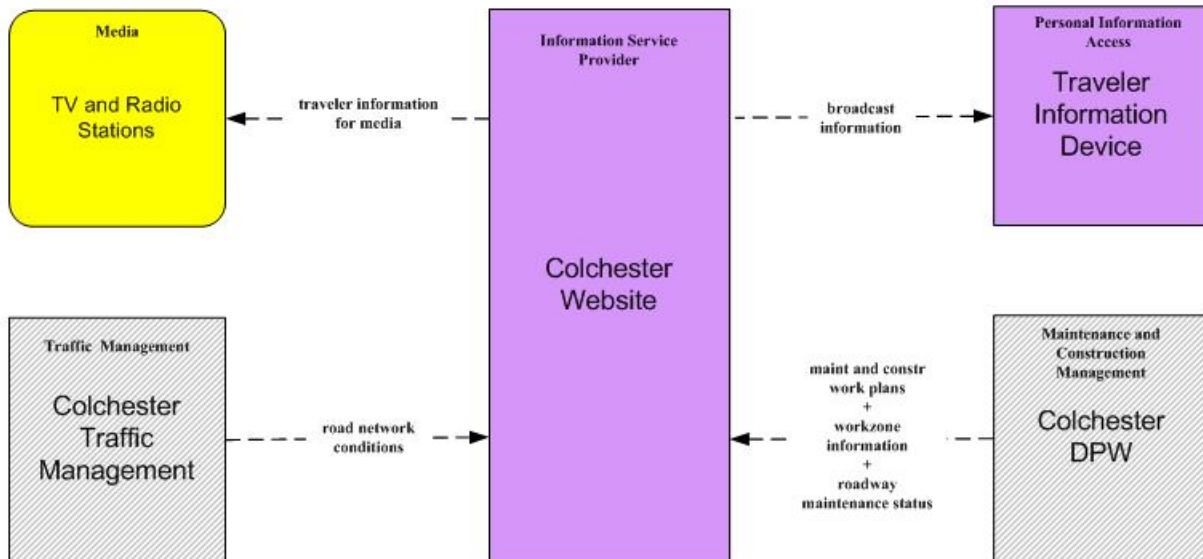 Media
TV and Radio
Stations
traveler information
for media
Information Service
Provider
Colchester
Website
broadcast
information
Personal Information
Access
Traveler
Information
Device
Traffic Management
Colchester
Traffic
Management
road network
conditions
maint and constr
work plans
+
workzone
information
+
roadway
maintenance status
Maintenance and
Construction
Management
Colchester
DPW